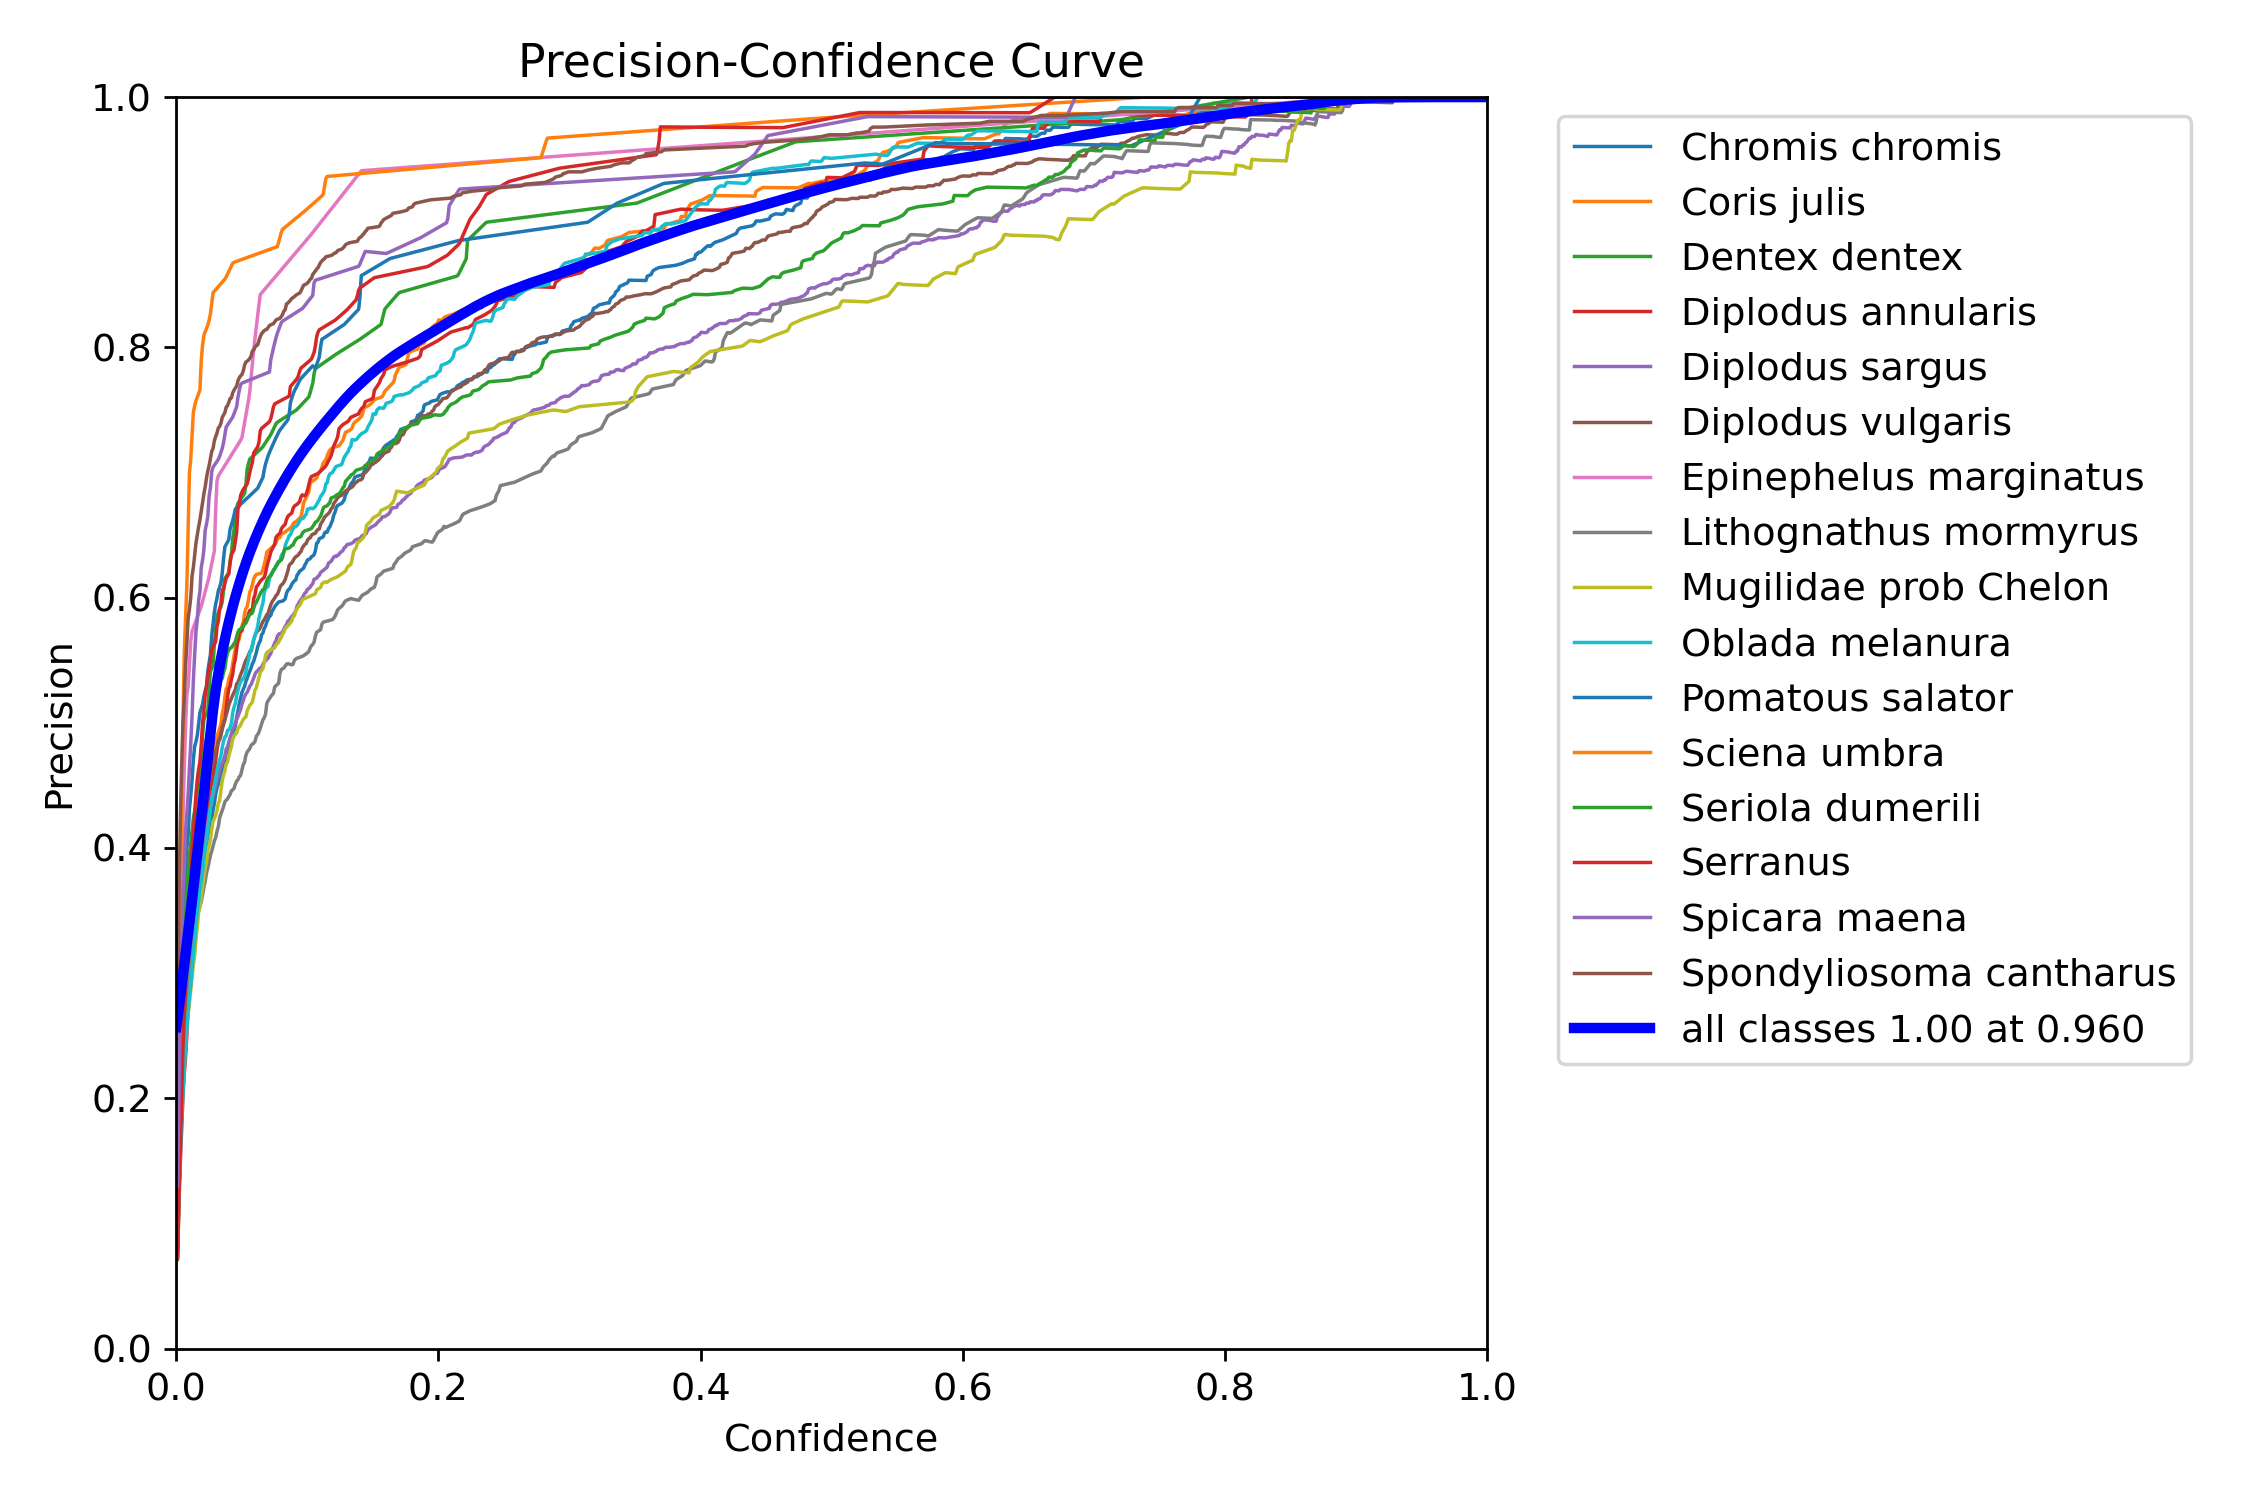 Precision-Confidence Curve
1.0
0.8
0.6
0.4
0.2
0.0
Precision
0.0
0.2
0.4
0.6
0.8
1.0
Confidence
Chromis chromis
Coris julis
Dentex dentex
Diplodus annularis
Diplodus sargus
Diplodus vulgaris
Epinephelus marginatus
Lithognathus mormyrus
Mugilidae prob Chelon
Oblada melanura
Pomatous salator
Sciena umbra
Seriola dumerili
Serranus
Spicara maena
Spondyliosoma cantharus
all classes 1.00 at 0.960